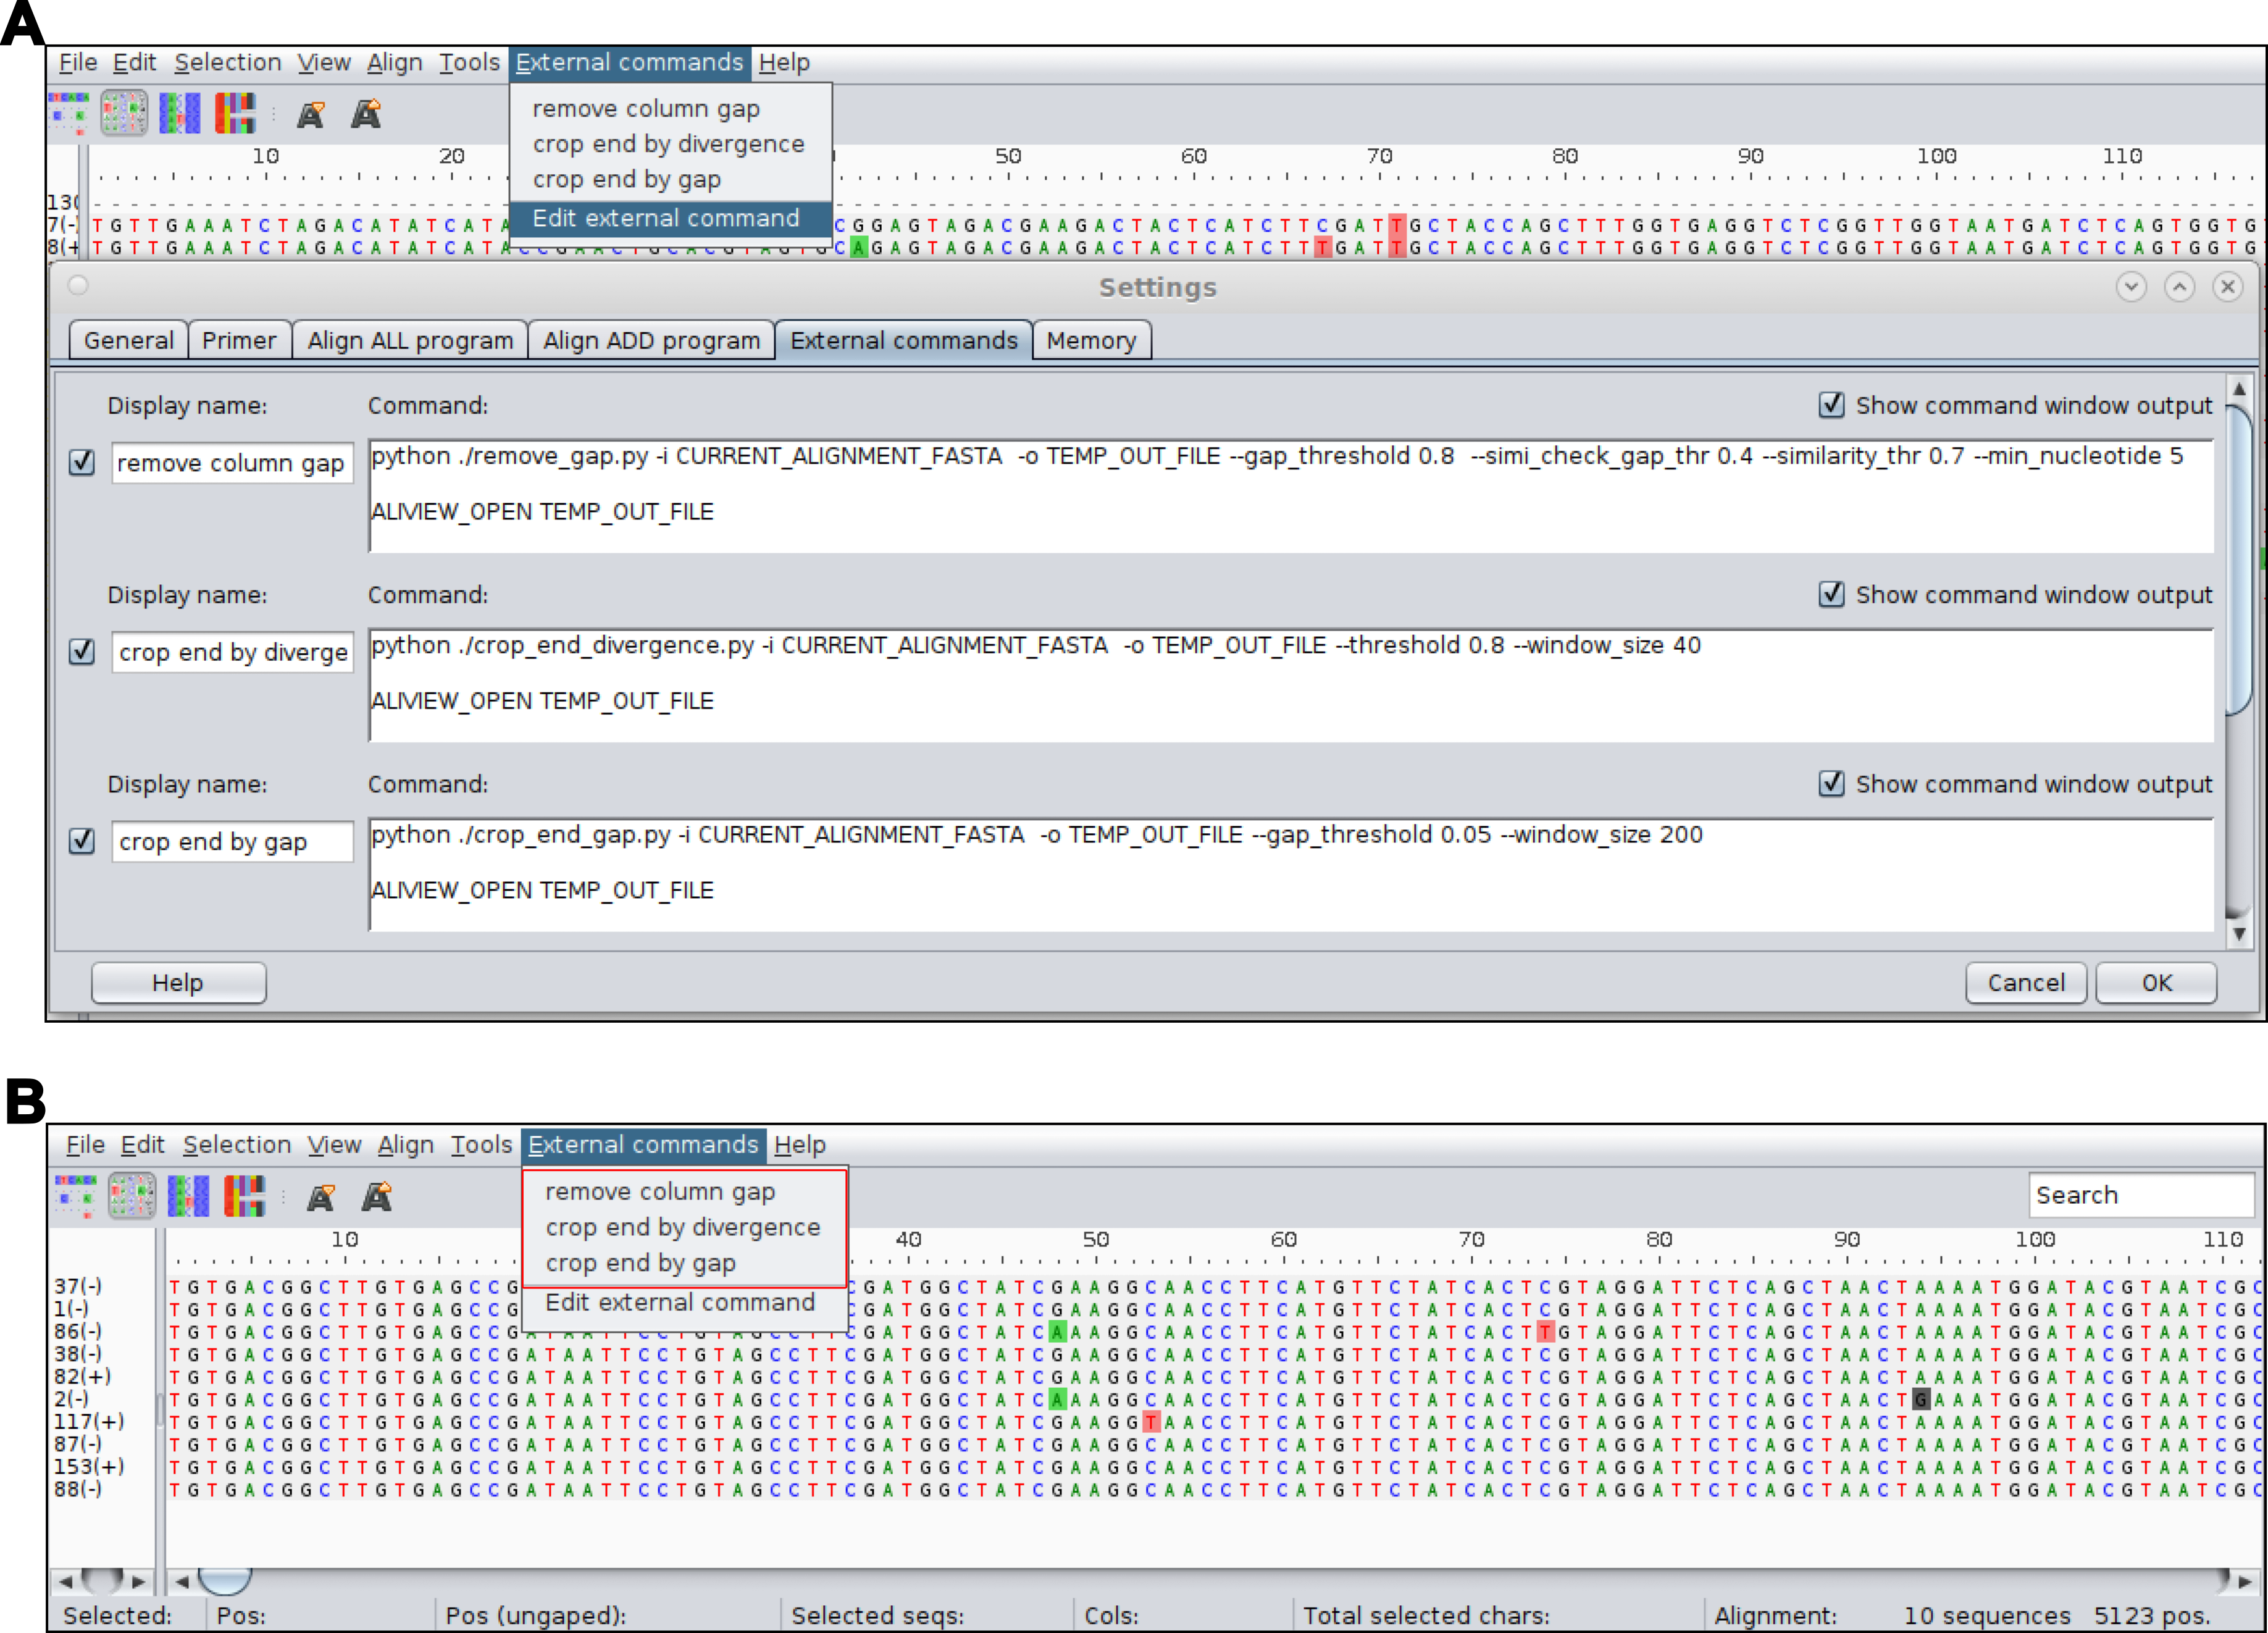 A
File Edit Selection View Align Tools External commands Help
remove column gap
crop end by divergence
crop end by gap
Edit external command
10 20 50 60 70 80 90 100 110
7(- TGTTGAAATCTAGACATATCATA CGGAGTAGACGAAGACTACTCATCTTCGATTGCTACCAGCTTTGGTGAGGTCTCGGTTGGTAATGATCTCAGTGGTG
8(+ TGTTGAAATCTAGACATATCATA CAGAGTAGACGAAGACTACTCATCTTTGATTGCTACCAGCTTTGGTGAGGTCTCGGTTGGTAATGATCTCAGTGGTG
Settings
General Primer Align ALL program Align ADD program External commands Memory
Display name: Command: Show command window output
remove column gap python ./remove_gap.py -i CURRENT_ALIGNMENT_FASTA -o TEMP_OUT_FILE --gap_threshold 0.8 --simi_check_gap_thr 0.4 --similarity_thr 0.7 --min_nucleotide 5
ALIVIEW_OPEN TEMP_OUT_FILE
Display name: Command: Show command window output
crop end by diverge python ./crop_end_divergence.py -i CURRENT_ALIGNMENT_FASTA -o TEMP_OUT_FILE --threshold 0.8 --window_size 40
ALIVIEW_OPEN TEMP_OUT_FILE
Display name: Command: Show command window output
crop end by gap python ./crop_end_gap.py -i CURRENT_ALIGNMENT_FASTA -o TEMP_OUT_FILE --gap_threshold 0.05 --window_size 200
ALIVIEW_OPEN TEMP_OUT_FILE
Help Cancel OK
B
File Edit Selection View Align Tools External commands Help
remove column gap
crop end by divergence
crop end by gap
Edit external command
Search
10 40 50 60 70 80 90 100 110
37(-) TGTGACGGCTTGTGAGCCG CGATGGCTATCGAAGGCAACCTTCATGTTCTATCACTCGTAGGATTCTCAGCTAACTAAAATGGATACGTAATCGC
1(-) TGTGACGGCTTGTGAGCCG CGATGGCTATCGAAGGCAACCTTCATGTTCTATCACTCGTAGGATTCTCAGCTAACTAAAATGGATACGTAATCGC
86(-) TGTGACGGCTTGTGAGCCGATAATTCCTGTAGCCTTCGATGGCTATCAAAGGCAACCTTCATGTTCTATCACTTGTAGGATTCTCAGCTAACTAAAATGGATACGTAATCGC
38(-) TGTGACGGCTTGTGAGCCGATAATTCCTGTAGCCTTCGATGGCTATCGAAGGCAACCTTCATGTTCTATCACTCGTAGGATTCTCAGCTAACTAAAATGGATACGTAATCGC
82(+) TGTGACGGCTTGTGAGCCGATAATTCCTGTAGCCTTCGATGGCTATCGAAGGCAACCTTCATGTTCTATCACTCGTAGGATTCTCAGCTAACTAAAATGGATACGTAATCGC
2(-) TGTGACGGCTTGTGAGCCGATAATTCCTGTAGCCTTCGATGGCTATCAAAGGCAACCTTCATGTTCTATCACTCGTAGGATTCTCAGCTAACTGAAATGGATACGTAATCGC
117(+) TGTGACGGCTTGTGAGCCGATAATTCCTGTAGCCTTCGATGGCTATCGAAGGTAACCTTCATGTTCTATCACTCGTAGGATTCTCAGCTAACTAAAATGGATACGTAATCGC
87(-) TGTGACGGCTTGTGAGCCGATAATTCCTGTAGCCTTCGATGGCTATCGAAGGCAACCTTCATGTTCTATCACTCGTAGGATTCTCAGCTAACTAAAATGGATACGTAATCGC
153(+) TGTGACGGCTTGTGAGCCGATAATTCCTGTAGCCTTCGATGGCTATCGAAGGCAACCTTCATGTTCTATCACTCGTAGGATTCTCAGCTAACTAAAATGGATACGTAATCGC
88(-) TGTGACGGCTTGTGAGCCGATAATTCCTGTAGCCTTCGATGGCTATCGAAGGCAACCTTCATGTTCTATCACTCGTAGGATTCTCAGCTAACTAAAATGGATACGTAATCGC
Selected: Pos: Pos (ungaped): Selected seqs: Cols: Total selected chars: Alignment: 10 sequences 5123 pos.